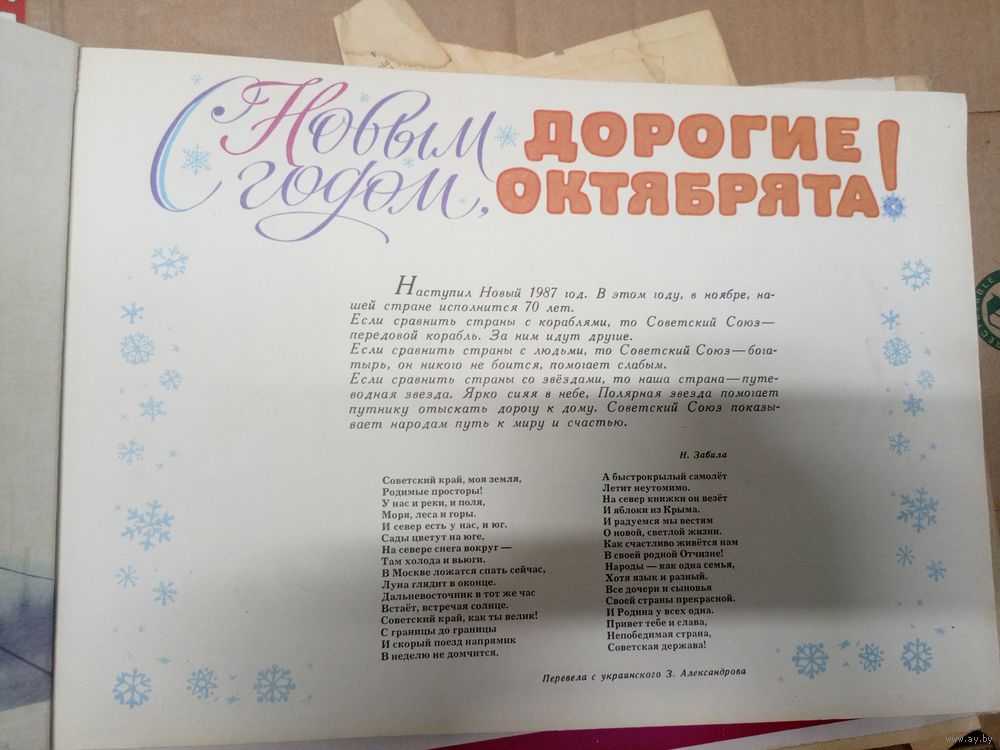 С Новым
годом,
ДОРОГИЕ
ОКТЯБРЯТА!
Наступил Новый 1987 год. В этом году, в ноябре, на-
шей стране исполнится 70 лет.
Если сравнить страны с кораблями, то Советский Союз—
передовой корабль. За ним идут другие.
Если сравнить страны с людьми, то Советский Союз—бога-
тырь, он никого не боится, помогает слабым.
Если сравнить страны со звёздами, то наша страна—путе-
водная звезда. Ярко сияя в небе, Полярная звезда помогает
путнику отыскать дорогу к дому. Советский Союз показы-
вает народам путь к миру и счастью.
Н. Забила
Советский край, моя земля,
Родимые просторы!
У нас и реки, и поля,
Моря, леса и горы.
И север есть у нас, и юг.
Сады цветут на юге,
На севере снега вокруг —
Там холода и вьюги.
В Москве ложатся спать сейчас,
Луна глядит в оконце.
Дальневосточник в тот же час
Встаёт, встречая солнце.
Советский край, как ты велик!
С границы до границы
И скорый поезд напрямик
В неделю не домчится.
А быстрокрылый самолёт
Летит неутомимо.
На север книжки он везёт
И яблоки из Крыма.
И радуемся мы вестям
О новой, светлой жизни.
Как счастливо живётся нам
В своей родной Отчизне!
Народы — как одна семья,
Хотя язык и разный.
Все дочери и сыновья
Своей страны прекрасной.
И Родина у всех одна.
Привет тебе и слава,
Непобедимая страна,
Советская держава!
Перевела с украинского З. Александрова
www.ay.by